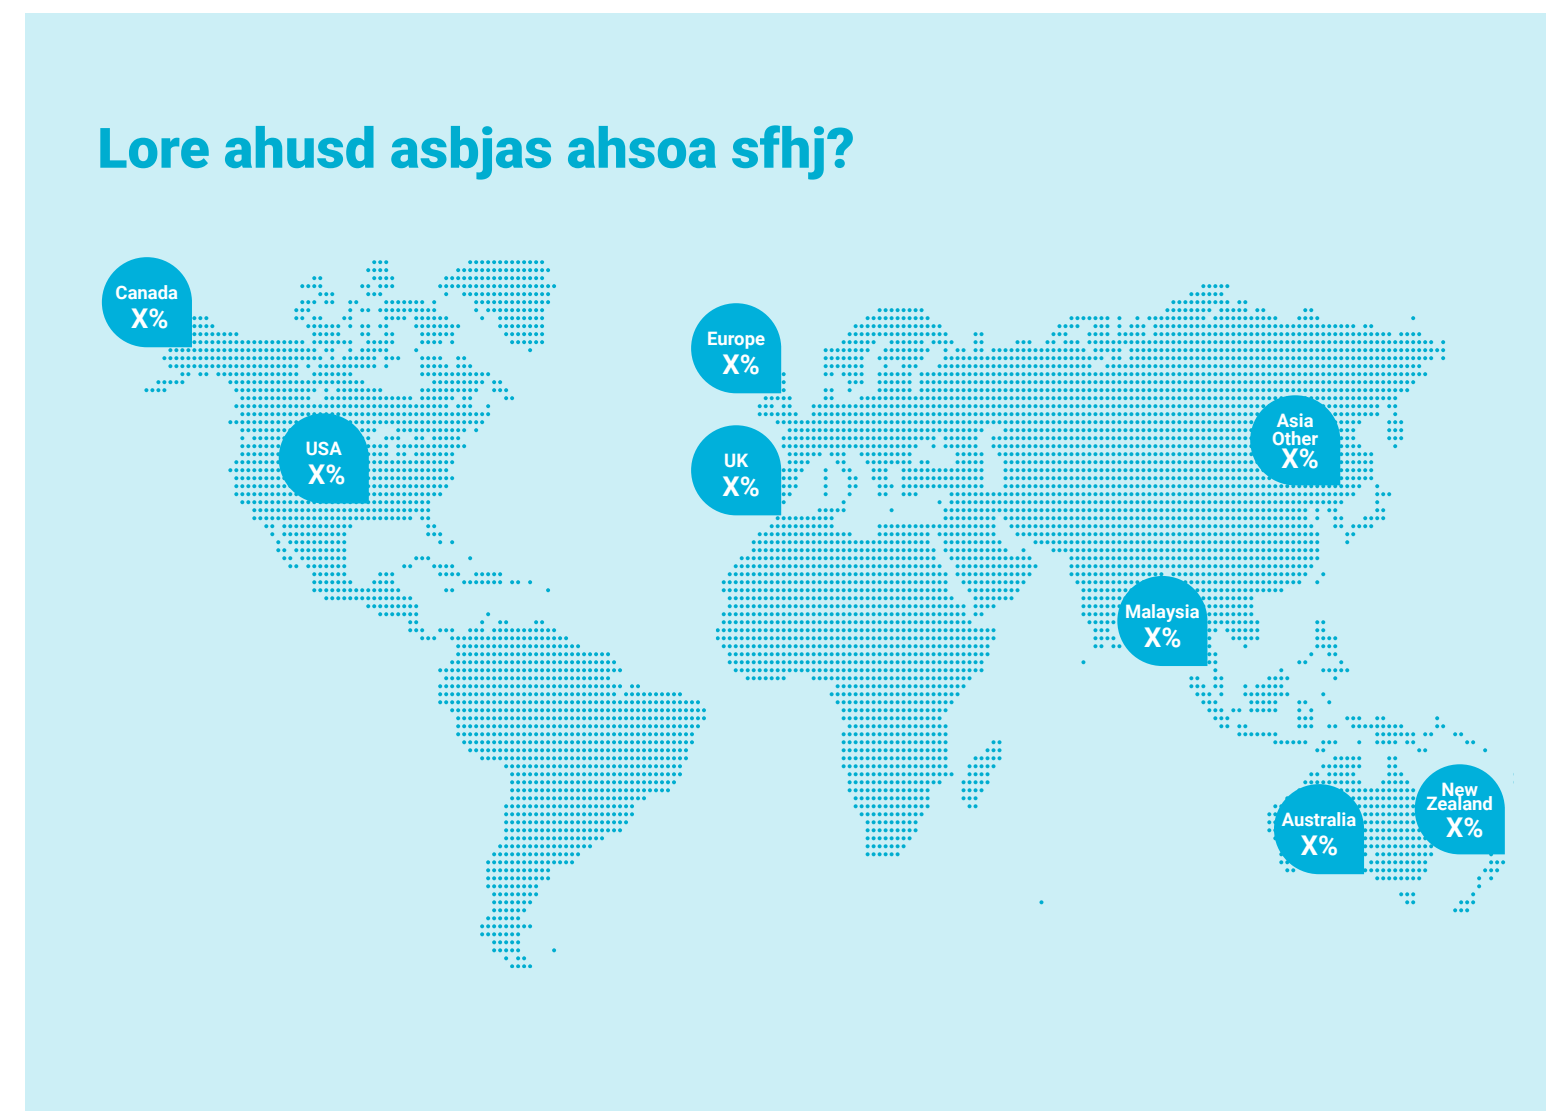 Lore ahusd asbjas ahsoa sfhj?
Canada
X%
Europe
X%
USA
X%
UK
X%
Asia
Other
X%
Malaysia
X%
New
Zealand
X%
Australia
X%